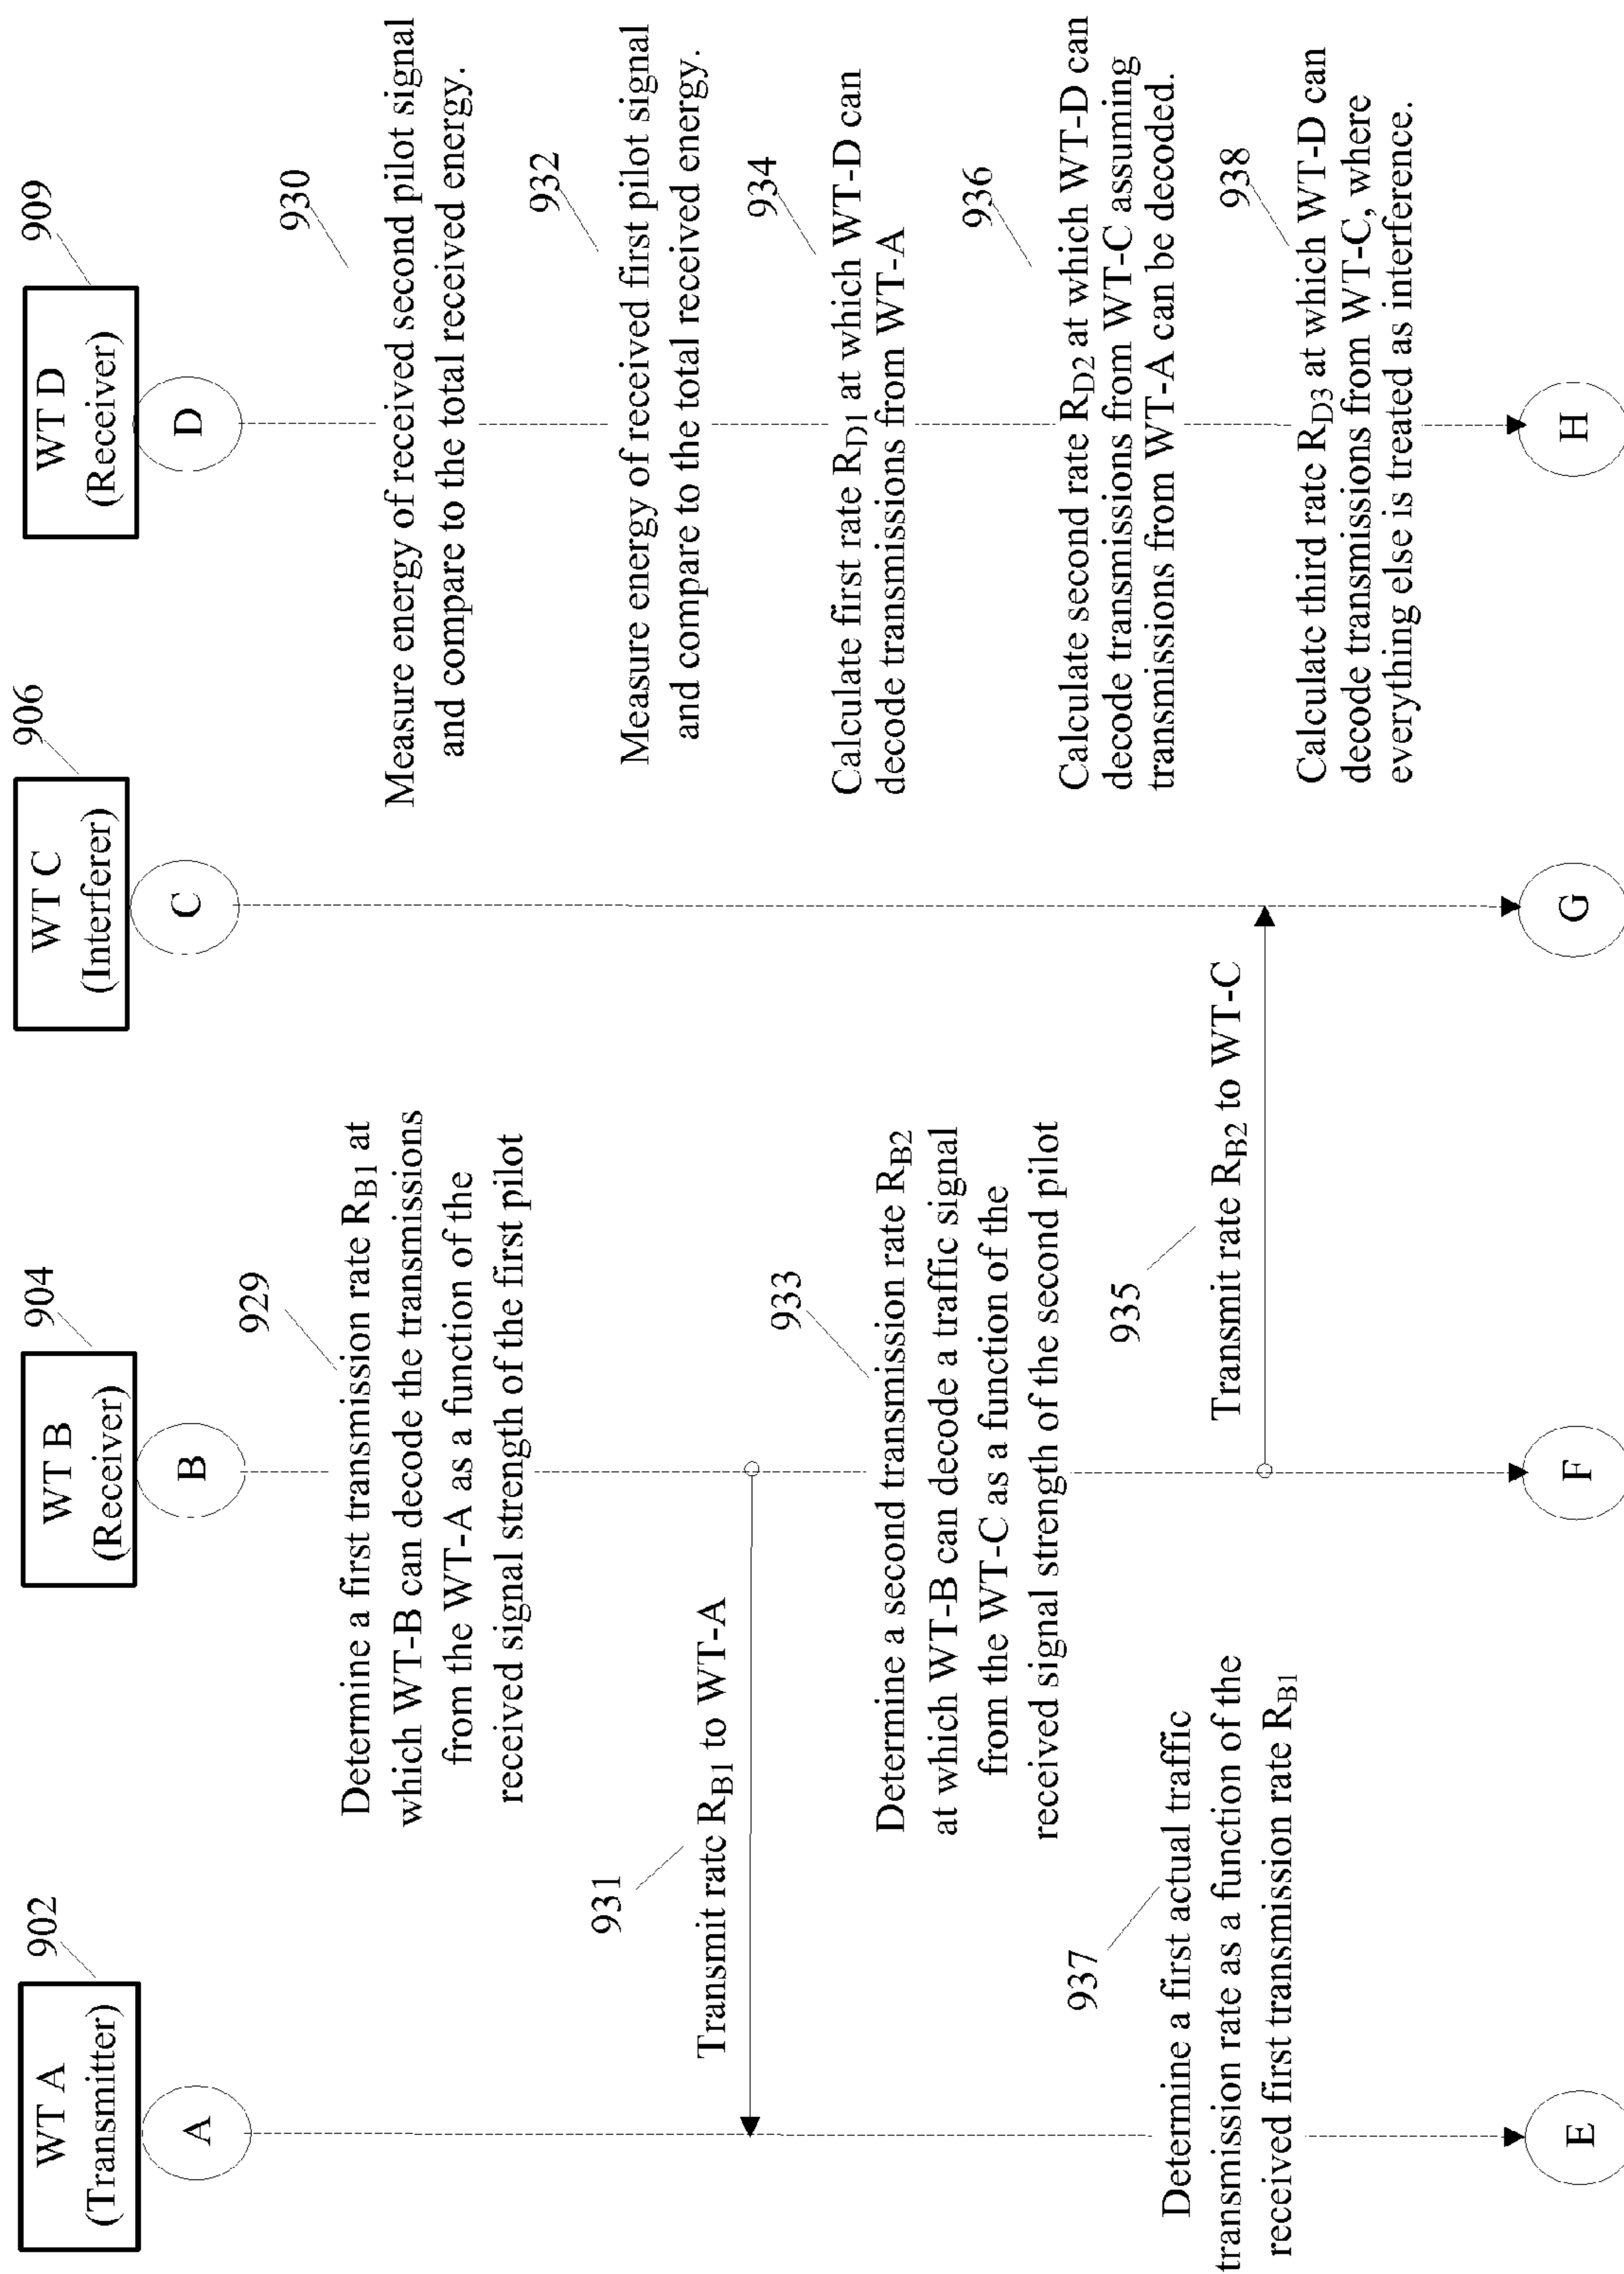 WT A
(Transmitter)
902
WT B
(Receiver)
904
WT C
(Interferer)
906
WT D
(Receiver)
909
A
B
C
D
929
Determine a first transmission rate RB1 at
which WT-B can decode the transmissions
from the WT-A as a function of the
received signal strength of the first pilot
930
Measure energy of received second pilot signal
and compare to the total received energy.
931
Transmit rate RB1 to WT-A
932
Measure energy of received first pilot signal
and compare to the total received energy.
933
Determine a second transmission rate RB2
at which WT-B can decode a traffic signal
from the WT-C as a function of the
received signal strength of the second pilot
934
Calculate first rate RD1 at which WT-D can
decode transmissions from WT-A
935
Transmit rate RB2 to WT-C
936
Calculate second rate RD2 at which WT-D can
decode transmissions from WT-C assuming
transmissions from WT-A can be decoded.
937
Determine a first actual traffic
transmission rate as a function of the
received first transmission rate RB1
938
Calculate third rate RD3 at which WT-D can
decode transmissions from WT-C, where
everything else is treated as interference.
E
F
G
H